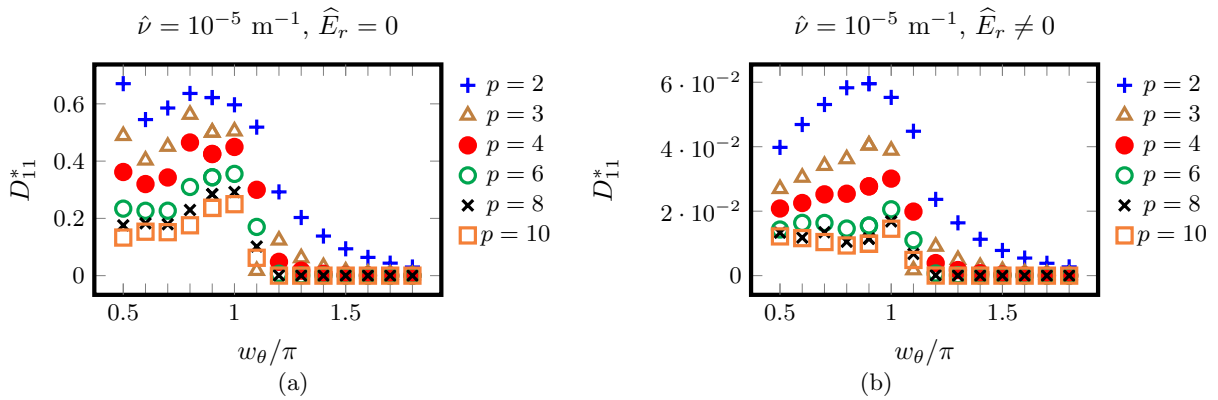 ν̂ = 10⁻⁵ m⁻¹, Ê_r = 0
D*₁₁
0.6
0.4
0.2
0
0.5
1
1.5
w_θ/π
p = 2
p = 3
p = 4
p = 6
p = 8
p = 10
(a)
ν̂ = 10⁻⁵ m⁻¹, Ê_r ≠ 0
D*₁₁
6 · 10⁻²
4 · 10⁻²
2 · 10⁻²
0
0.5
1
1.5
w_θ/π
p = 2
p = 3
p = 4
p = 6
p = 8
p = 10
(b)